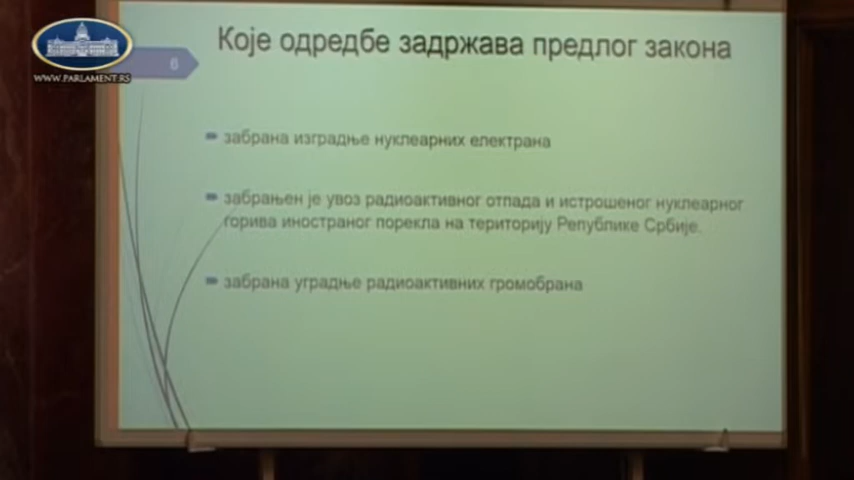 Које одредбе задржава предлог закона
6
WWW.PARLAMENT.RS
забрана изградње нуклеарних електрана
забрањен је увоз радиоактивног отпада и истрошеног нуклеарног
горива иностраног порекла на територију Републике Србије.
забрана уградње радиоактивних громобрана